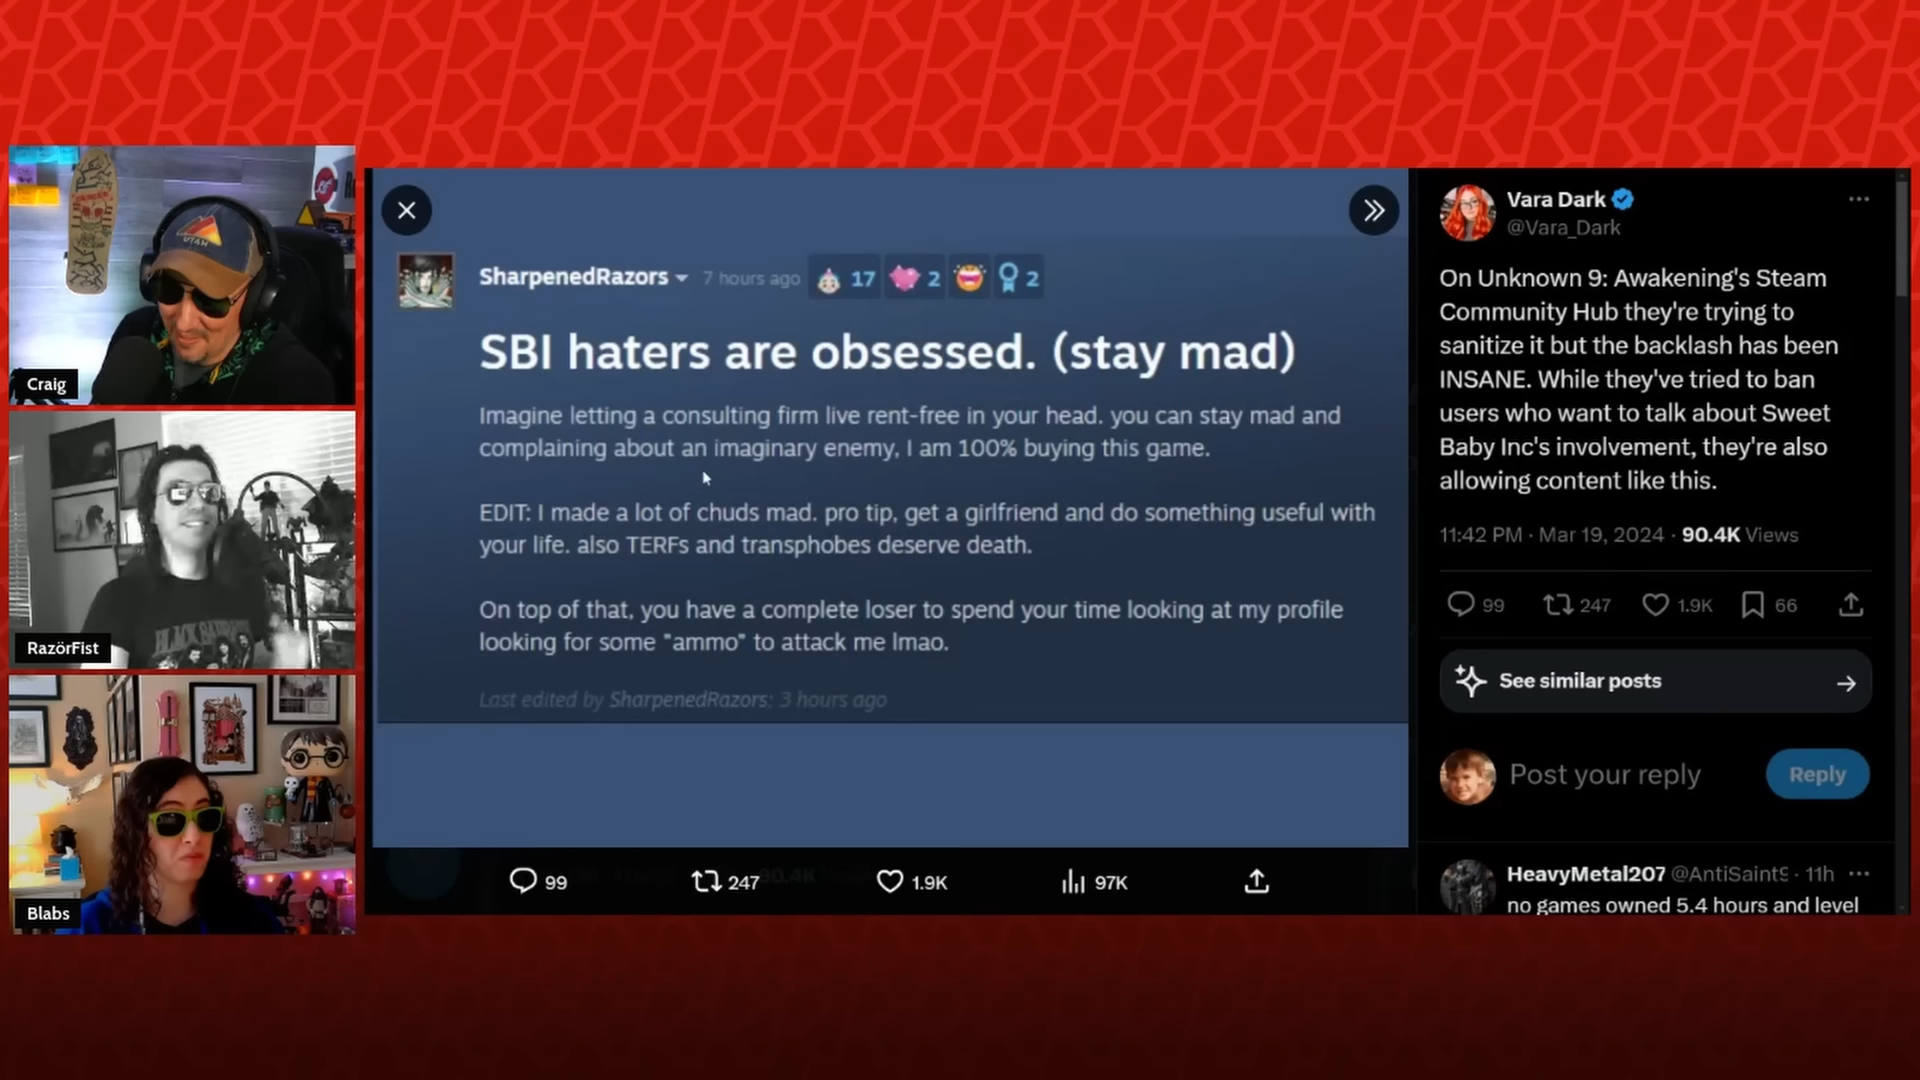 UTAH
Craig
BLACK SABBATH
RazörFist
Blabs
SharpenedRazors
7 hours ago
17
2
2
SBI haters are obsessed. (stay mad)
Imagine letting a consulting firm live rent-free in your head. you can stay mad and
complaining about an imaginary enemy, I am 100% buying this game.
EDIT: I made a lot of chuds mad. pro tip, get a girlfriend and do something useful with
your life. also TERFs and transphobes deserve death.
On top of that, you have a complete loser to spend your time looking at my profile
looking for some "ammo" to attack me lmao.
Last edited by SharpenedRazors; 3 hours ago
99
247
1.9K
97K
Vara Dark
@Vara_Dark
On Unknown 9: Awakening's Steam
Community Hub they're trying to
sanitize it but the backlash has been
INSANE. While they've tried to ban
users who want to talk about Sweet
Baby Inc's involvement, they're also
allowing content like this.
11:42 PM · Mar 19, 2024 · 90.4K Views
99
247
1.9K
66
See similar posts
Post your reply
Reply
HeavyMetal207 @AntiSaintS · 11h
no games owned 5.4 hours and level